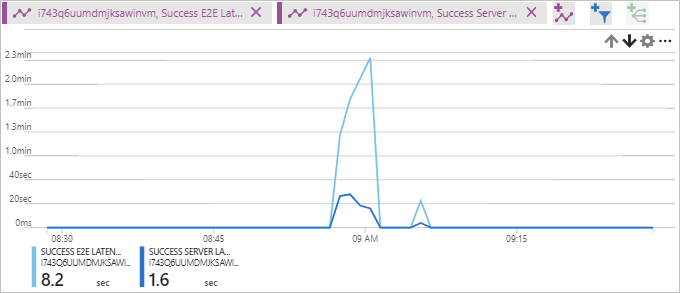 i743q6uumdmjksawinvm, Success E2E Lat... ✕ i743q6uumdmjksawinvm, Success Server ... ✕
2.3min
2.0min
1.7min
1.3min
1.0min
40sec
20sec
0ms
08:30 08:45 09 AM 09:15
SUCCESS E2E LATEN... SUCCESS SERVER LA...
I743Q6UUMDMJKSAWI... I743Q6UUMDMJKSAWI...
8.2 sec 1.6 sec